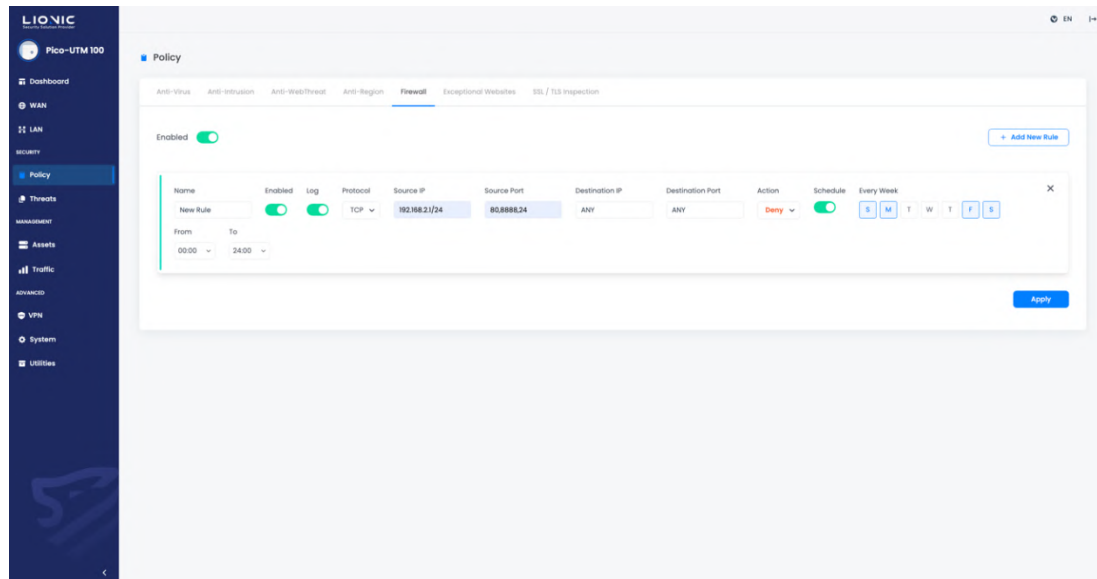 LIONIC
Security Solution Provider
EN
Pico-UTM 100
Policy
Dashboard
WAN
LAN
SECURITY
Policy
Threats
MANAGEMENT
Assets
Traffic
ADVANCED
VPN
System
Utilities
Anti-Virus Anti-Intrusion Anti-WebThreat Anti-Region Firewall Exceptional Websites SSL / TLS Inspection
Enabled
+ Add New Rule
Name Enabled Log Protocol Source IP Source Port Destination IP Destination Port Action Schedule Every Week
New Rule TCP 192.168.2.1/24 80,8888,24 ANY ANY Deny S M T W T F S
From To
00:00 24:00
Apply